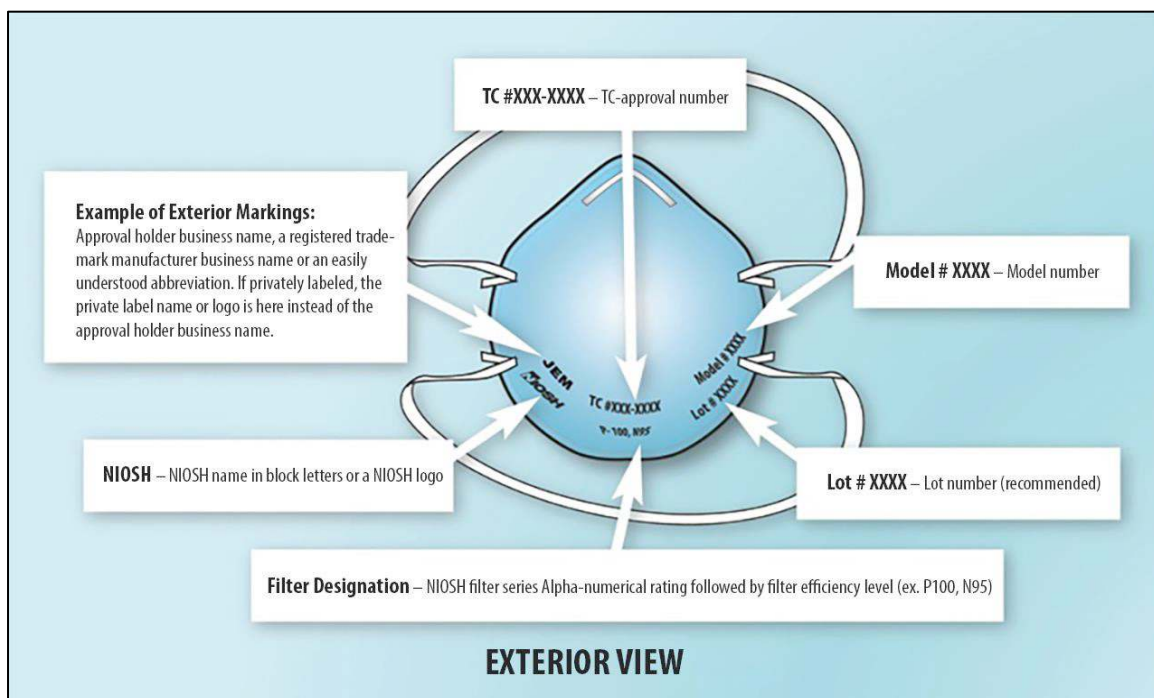 TC #XXX-XXXX – TC-approval number
Example of Exterior Markings:
Approval holder business name, a registered trade-
mark manufacturer business name or an easily
understood abbreviation. If privately labeled, the
private label name or logo is here instead of the
approval holder business name.
Model # XXXX – Model number
JEM
NIOSH
TC #XXX-XXXX
P-100, N95
Model # XXXX
Lot # XXXX
NIOSH – NIOSH name in block letters or a NIOSH logo
Lot # XXXX – Lot number (recommended)
Filter Designation – NIOSH filter series Alpha-numerical rating followed by filter efficiency level (ex. P100, N95)
EXTERIOR VIEW